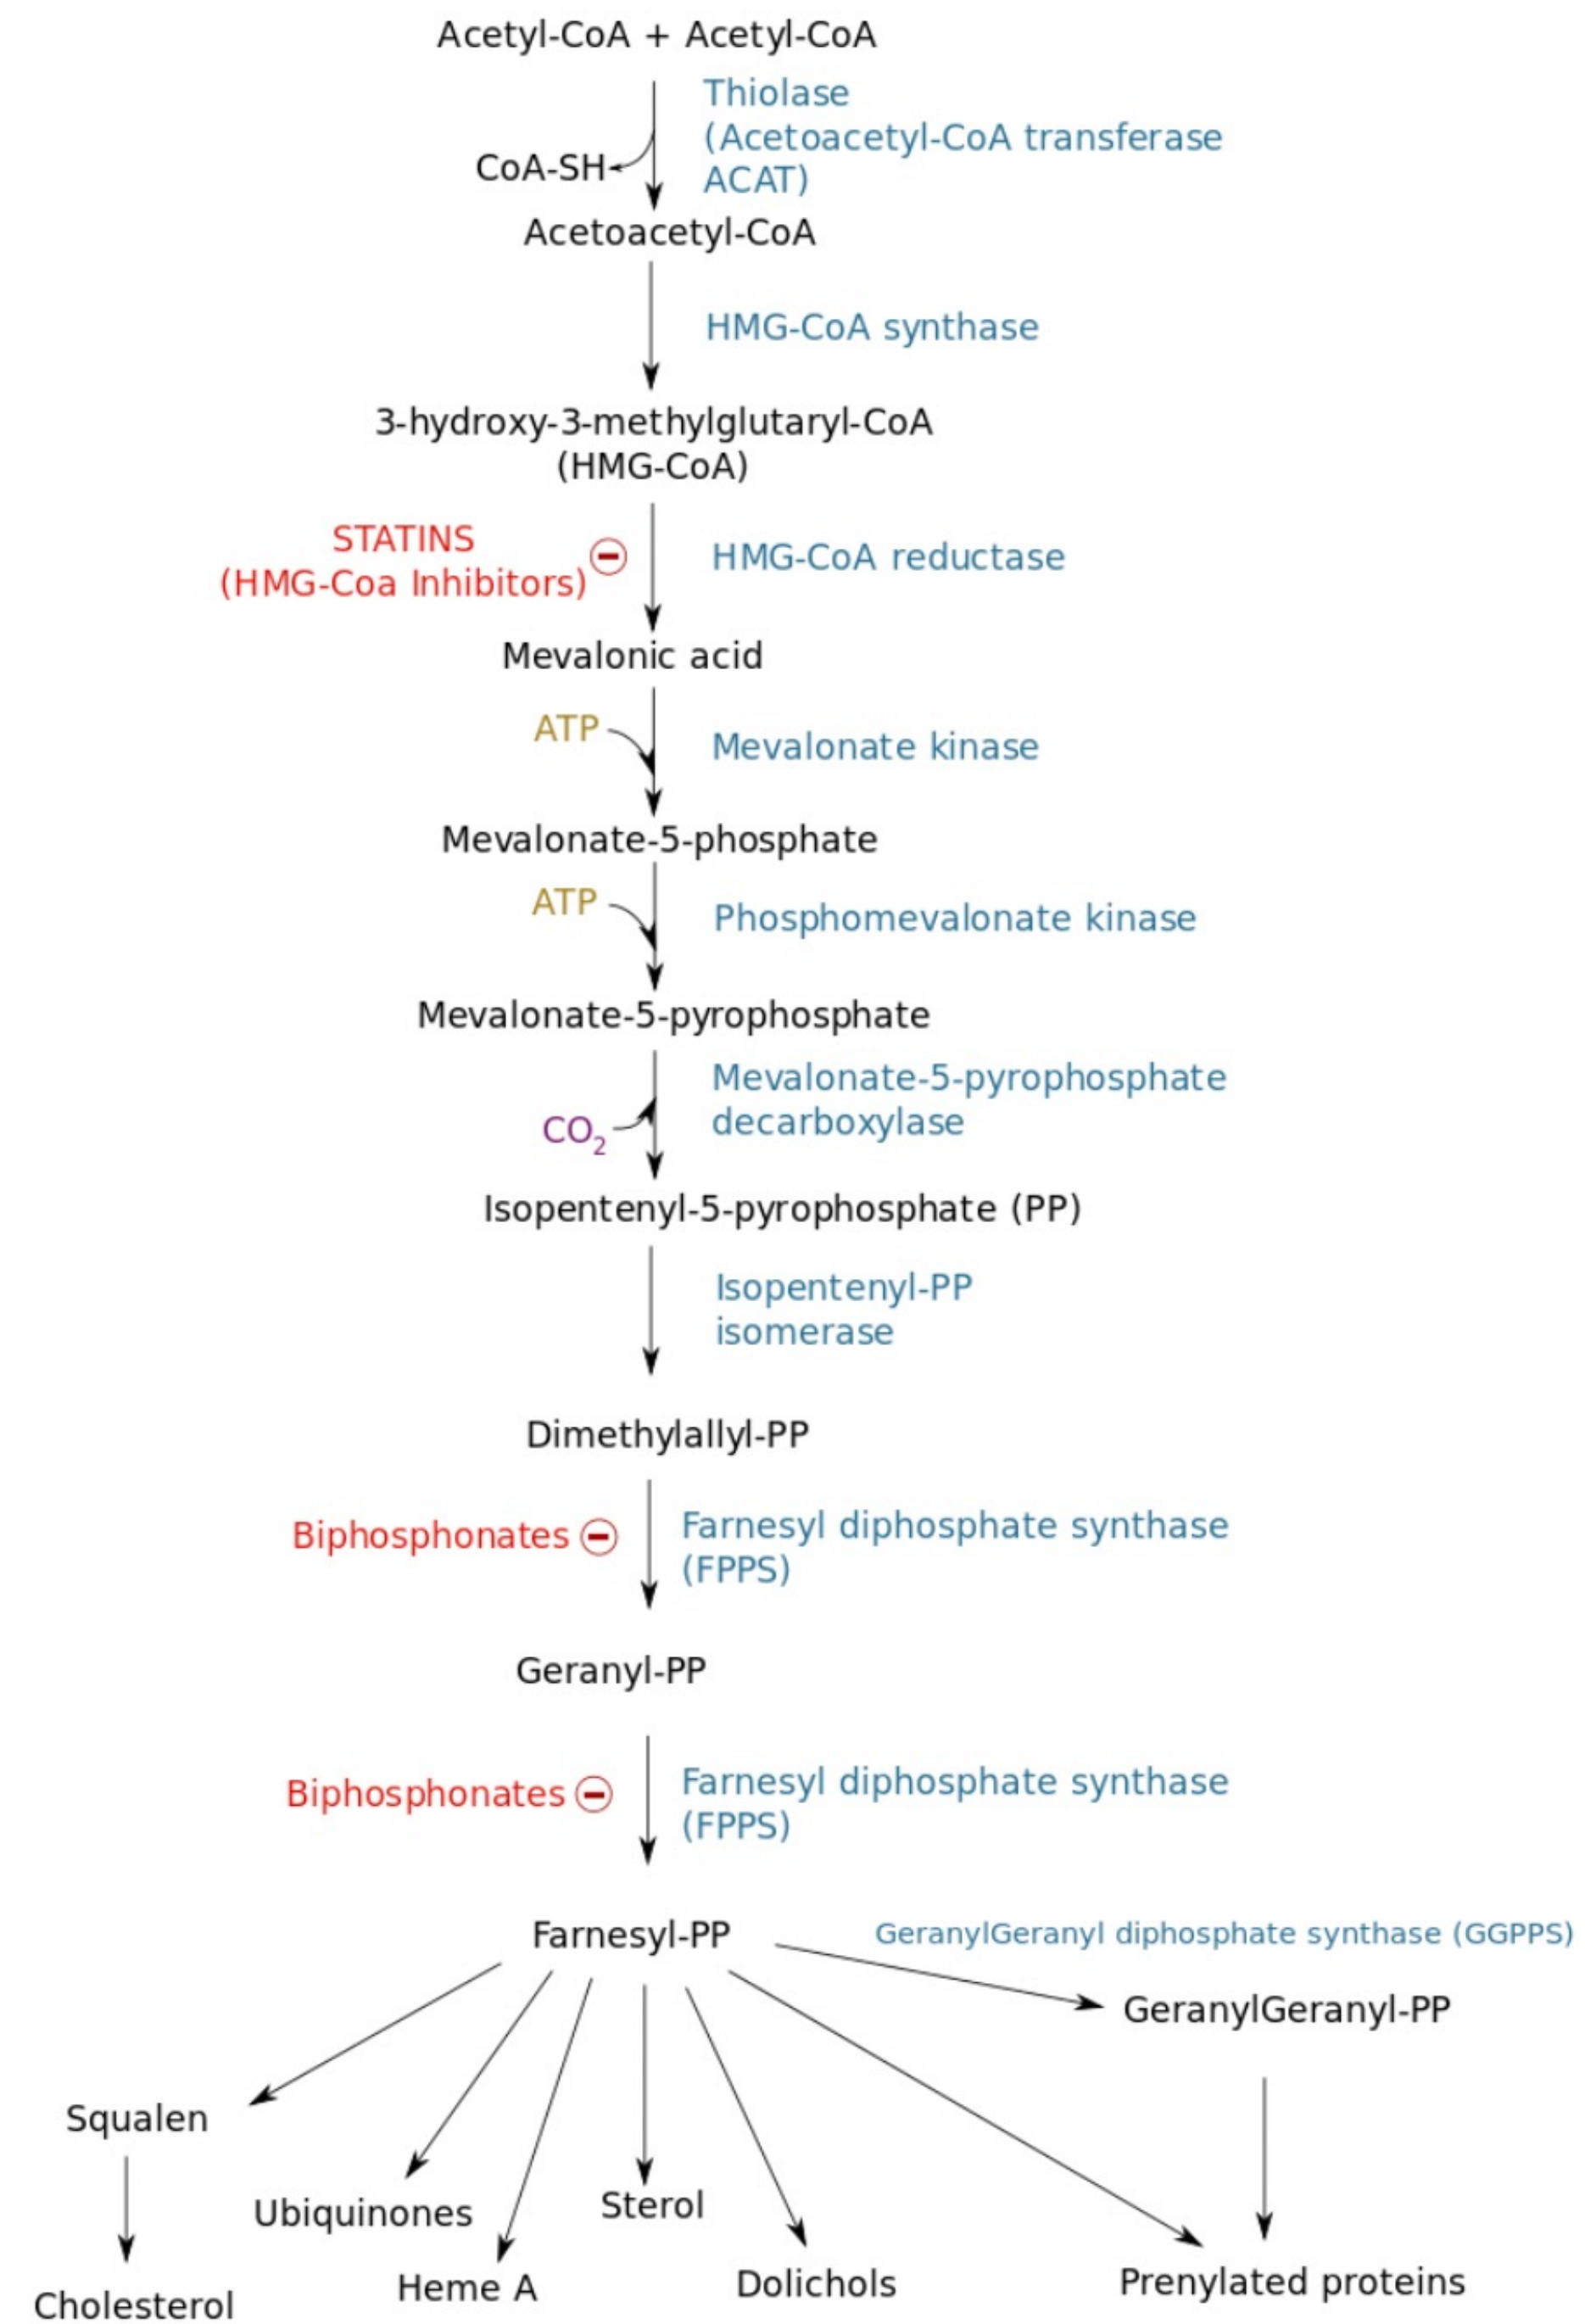 Acetyl-CoA + Acetyl-CoA
Thiolase
(Acetoacetyl-CoA transferase
ACAT)
CoA-SH
Acetoacetyl-CoA
HMG-CoA synthase
3-hydroxy-3-methylglutaryl-CoA
(HMG-CoA)
STATINS
(HMG-Coa Inhibitors)
HMG-CoA reductase
Mevalonic acid
ATP
Mevalonate kinase
Mevalonate-5-phosphate
ATP
Phosphomevalonate kinase
Mevalonate-5-pyrophosphate
Mevalonate-5-pyrophosphate
decarboxylase
CO2
Isopentenyl-5-pyrophosphate (PP)
Isopentenyl-PP
isomerase
Dimethylallyl-PP
Biphosphonates
Farnesyl diphosphate synthase
(FPPS)
Geranyl-PP
Biphosphonates
Farnesyl diphosphate synthase
(FPPS)
Farnesyl-PP
GeranylGeranyl diphosphate synthase (GGPPS)
GeranylGeranyl-PP
Squalen
Ubiquinones
Sterol
Heme A
Dolichols
Prenylated proteins
Cholesterol